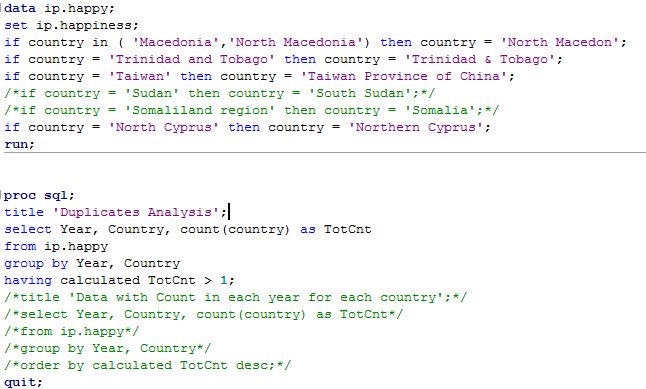 data ip.happy;
set ip.happiness;
if country in ( 'Macedonia','North Macedonia') then country = 'North Macedon';
if country = 'Trinidad and Tobago' then country = 'Trinidad & Tobago';
if country = 'Taiwan' then country = 'Taiwan Province of China';
/*if country = 'Sudan' then country = 'South Sudan';*/
/*if country = 'Somaliland region' then country = 'Somalia';*/
if country = 'North Cyprus' then country = 'Northern Cyprus';
run;
proc sql;
title 'Duplicates Analysis';
select Year, Country, count(country) as TotCnt
from ip.happy
group by Year, Country
having calculated TotCnt > 1;
/*title 'Data with Count in each year for each country';*/
/*select Year, Country, count(country) as TotCnt*/
/*from ip.happy*/
/*group by Year, Country*/
/*order by calculated TotCnt desc;*/
quit;